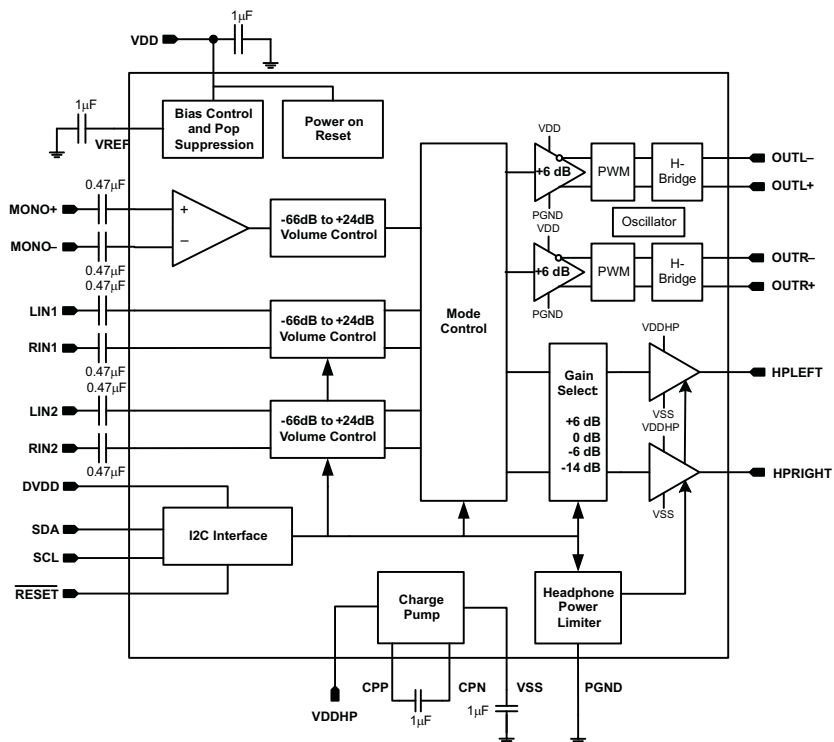 1µF
VDD
1µF
VREF
Bias Control
and Pop
Suppression
Power on
Reset
0.47µF
MONO+
MONO–
0.47µF
+
–
-66dB to +24dB
Volume Control
0.47µF
LIN1
RIN1
0.47µF
-66dB to +24dB
Volume Control
0.47µF
LIN2
RIN2
0.47µF
-66dB to +24dB
Volume Control
DVDD
SDA
SCL
RESET
I2C Interface
Mode
Control
VDD
+6 dB
PGND
PWM
H-
Bridge
OUTL–
OUTL+
Oscillator
VDD
+6 dB
PGND
PWM
H-
Bridge
OUTR–
OUTR+
Gain
Select:
+6 dB
0 dB
-6 dB
-14 dB
VDDHP
VSS
HPLEFT
VDDHP
VSS
HPRIGHT
Charge
Pump
Headphone
Power
Limiter
VDDHP
CPP
CPN
1µF
VSS
1µF
PGND